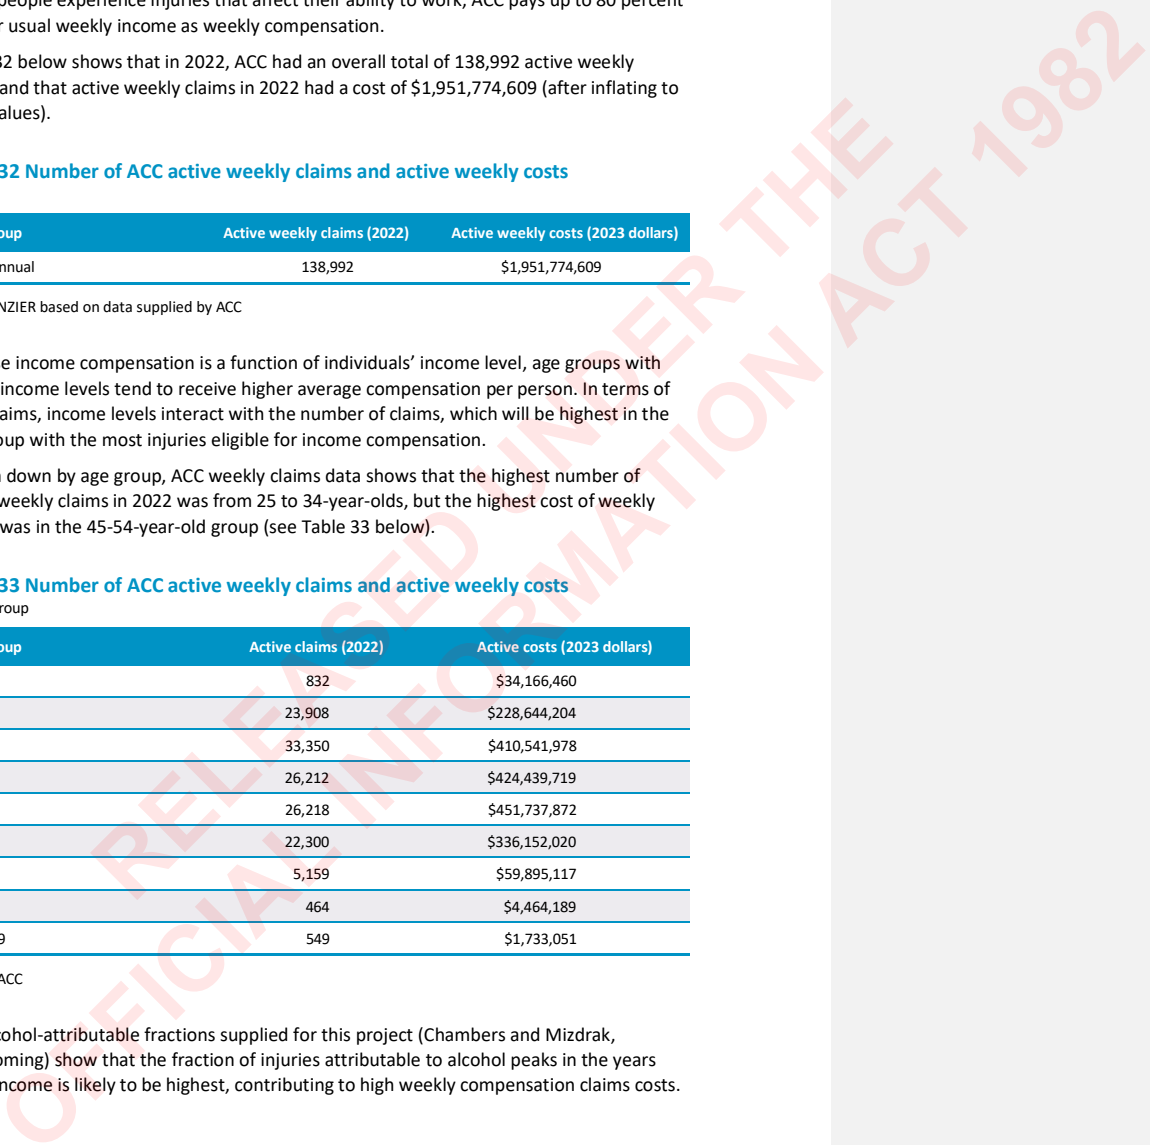 people experience injuries that affect their ability to work, ACC pays up to 80 percent
usual weekly income as weekly compensation.
32 below shows that in 2022, ACC had an overall total of 138,992 active weekly
and that active weekly claims in 2022 had a cost of $1,951,774,609 (after inflating to
alues).
32 Number of ACC active weekly claims and active weekly costs
oup Active weekly claims (2022) Active weekly costs (2023 dollars)
nnual 138,992 $1,951,774,609
NZIER based on data supplied by ACC
e income compensation is a function of individuals’ income level, age groups with
income levels tend to receive higher average compensation per person. In terms of
aims, income levels interact with the number of claims, which will be highest in the
oup with the most injuries eligible for income compensation.
down by age group, ACC weekly claims data shows that the highest number of
weekly claims in 2022 was from 25 to 34-year-olds, but the highest cost of weekly
was in the 45-54-year-old group (see Table 33 below).
33 Number of ACC active weekly claims and active weekly costs
roup
oup Active claims (2022) Active costs (2023 dollars)
832 $34,166,460
23,908 $228,644,204
33,350 $410,541,978
26,212 $424,439,719
26,218 $451,737,872
22,300 $336,152,020
5,159 $59,895,117
464 $4,464,189
9 549 $1,733,051
ACC
cohol-attributable fractions supplied for this project (Chambers and Mizdrak,
oming) show that the fraction of injuries attributable to alcohol peaks in the years
ncome is likely to be highest, contributing to high weekly compensation claims costs.
RELEASED UNDER THE
OFFICIAL INFORMATION ACT 1982